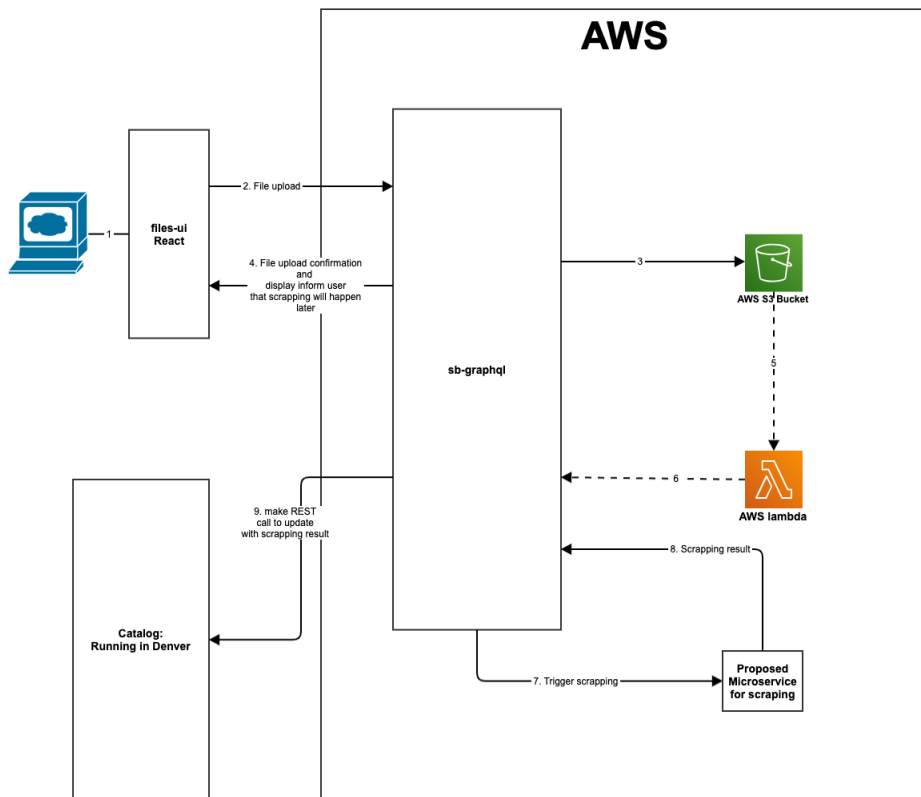 AWS
2. File upload
1
files-ui
React
4. File upload confirmation
and
display inform user
that scrapping will happen
later
3
AWS S3 Bucket
5
sb-graphql
6
AWS lambda
9. make REST
call to update
with scrapping result
8. Scrapping result
Catalog:
Running in Denver
7. Trigger scrapping
Proposed
Microservice
for scraping